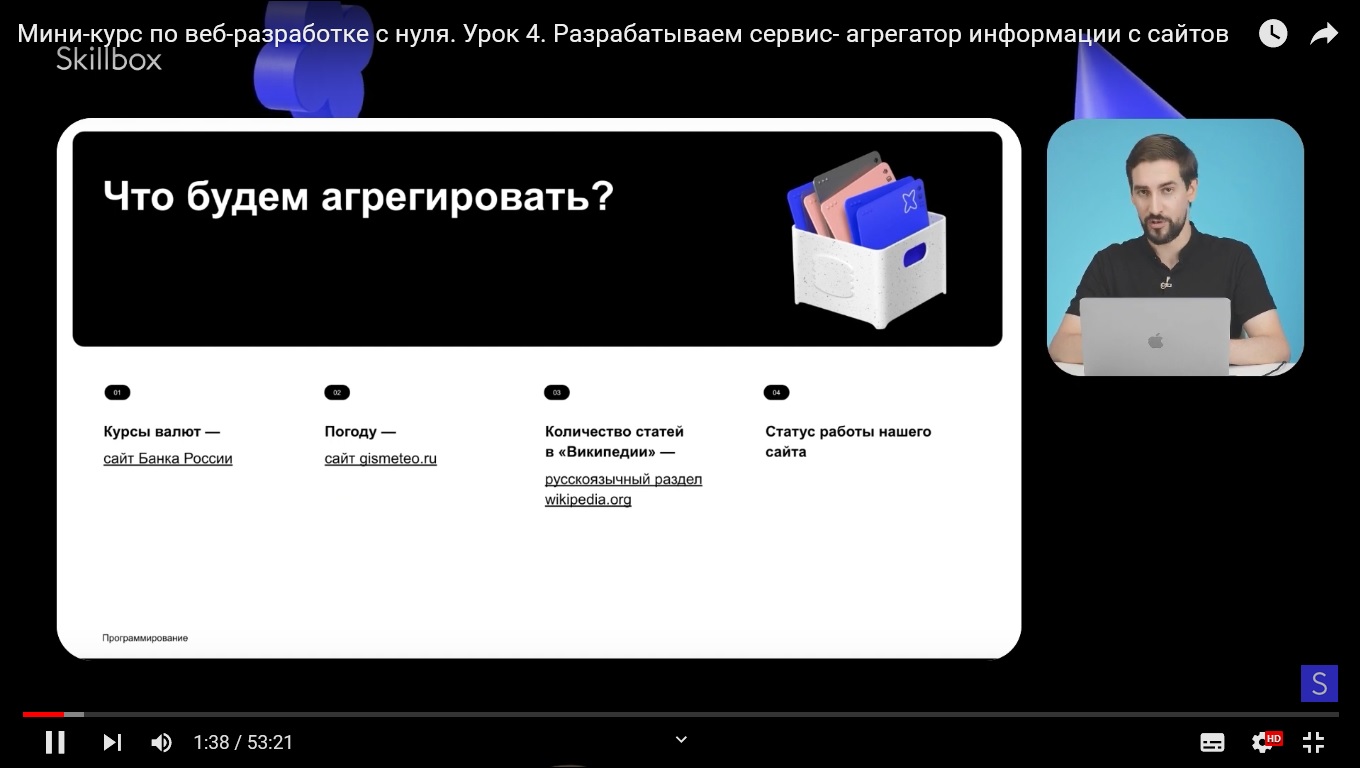 Мини-курс по веб-разработке с нуля. Урок 4. Разрабатываем сервис- агрегатор информации с сайтов
Skillbox
Что будем агрегировать?
01
Курсы валют —
сайт Банка России
02
Погоду —
сайт gismeteo.ru
03
Количество статей
в «Википедии» —
русскоязычный раздел
wikipedia.org
04
Статус работы нашего
сайта
Программирование
S
1:38 / 53:21
HD